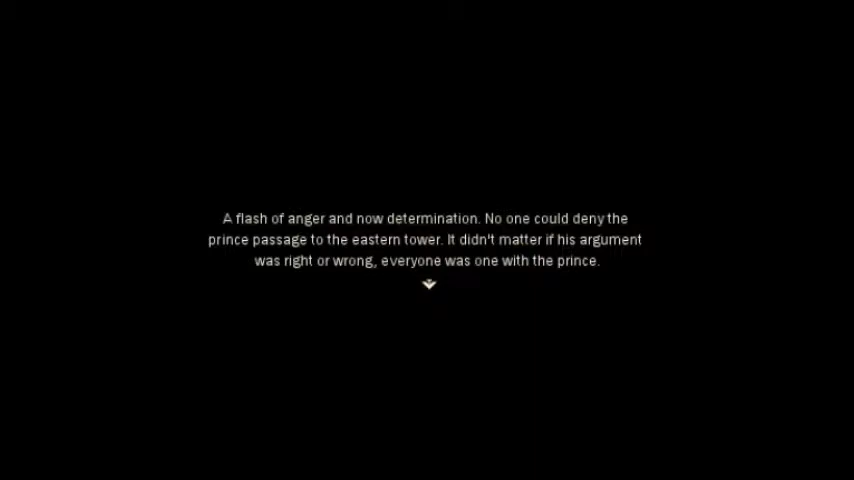 A flash of anger and now determination. No one could deny the
prince passage to the eastern tower. It didn't matter if his argument
was right or wrong, everyone was one with the prince.